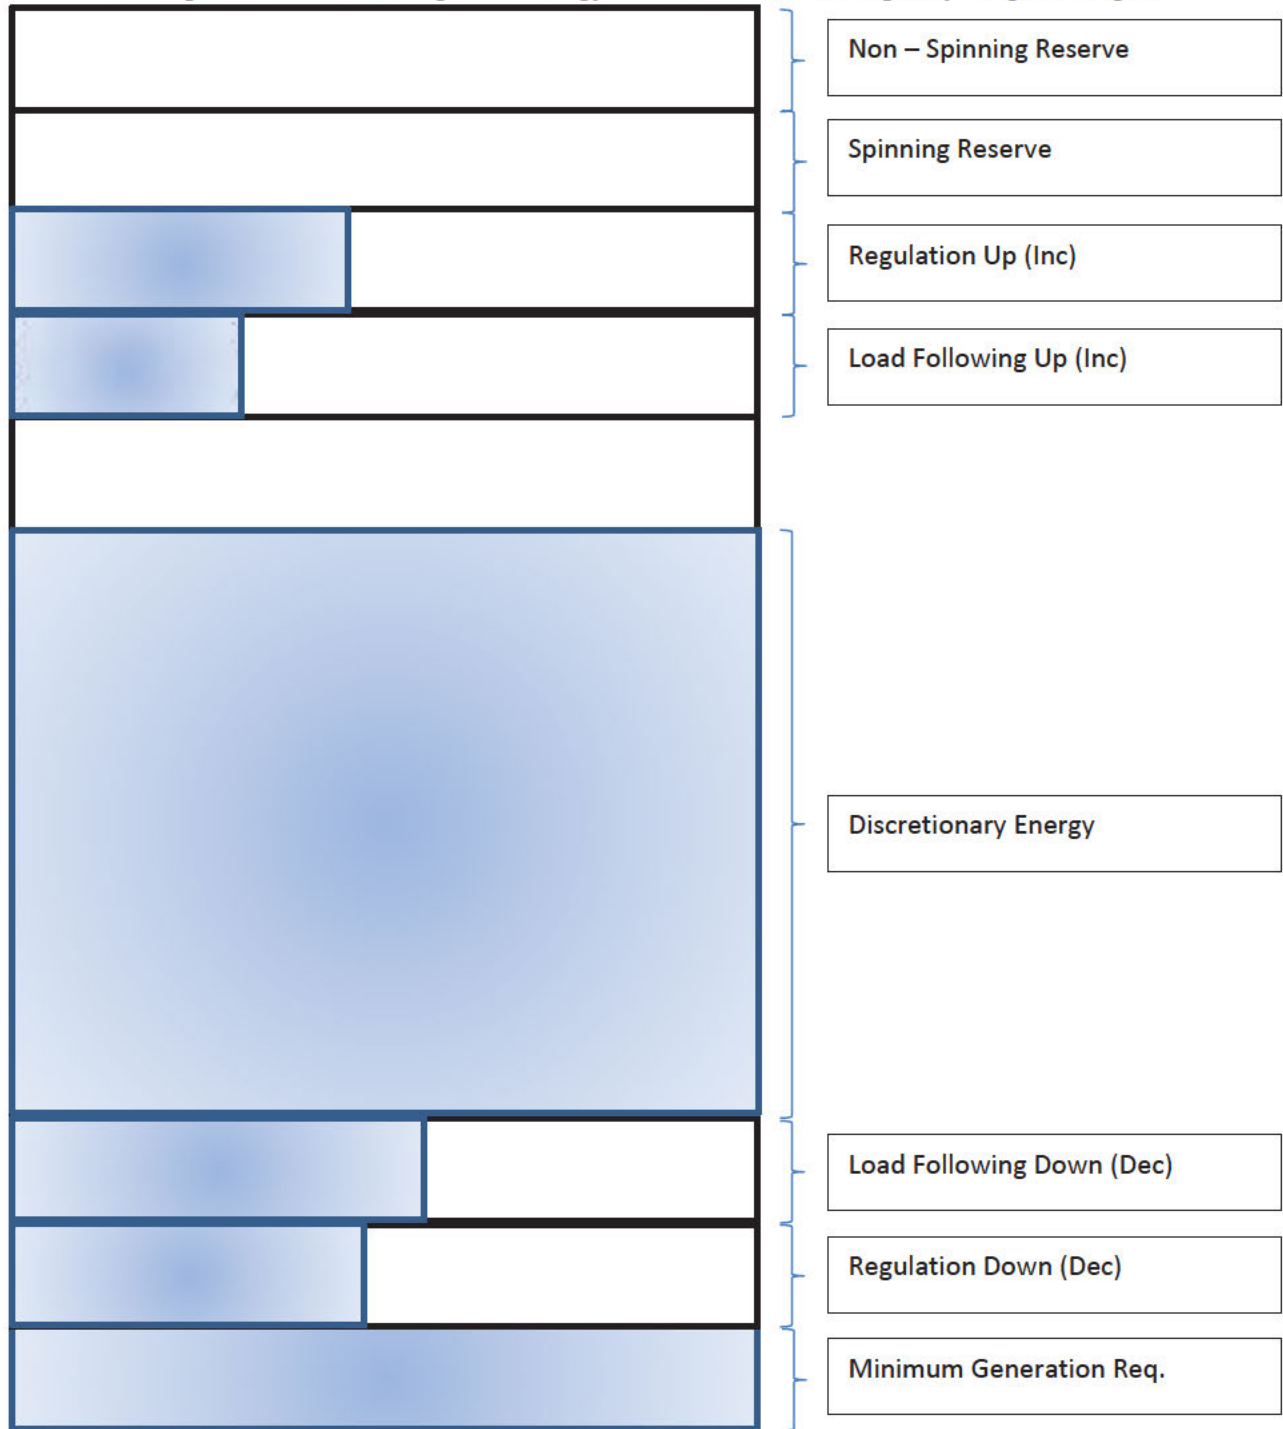 Non – Spinning Reserve
Spinning Reserve
Regulation Up (Inc)
Load Following Up (Inc)
Discretionary Energy
Load Following Down (Dec)
Regulation Down (Dec)
Minimum Generation Req.